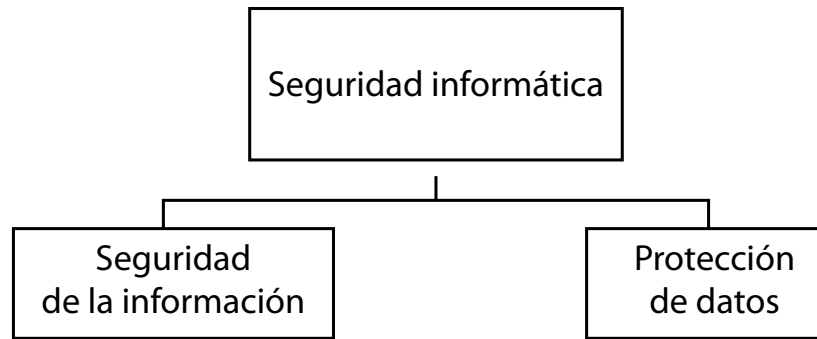 Seguridad informática
Seguridad
de la información
Protección
de datos